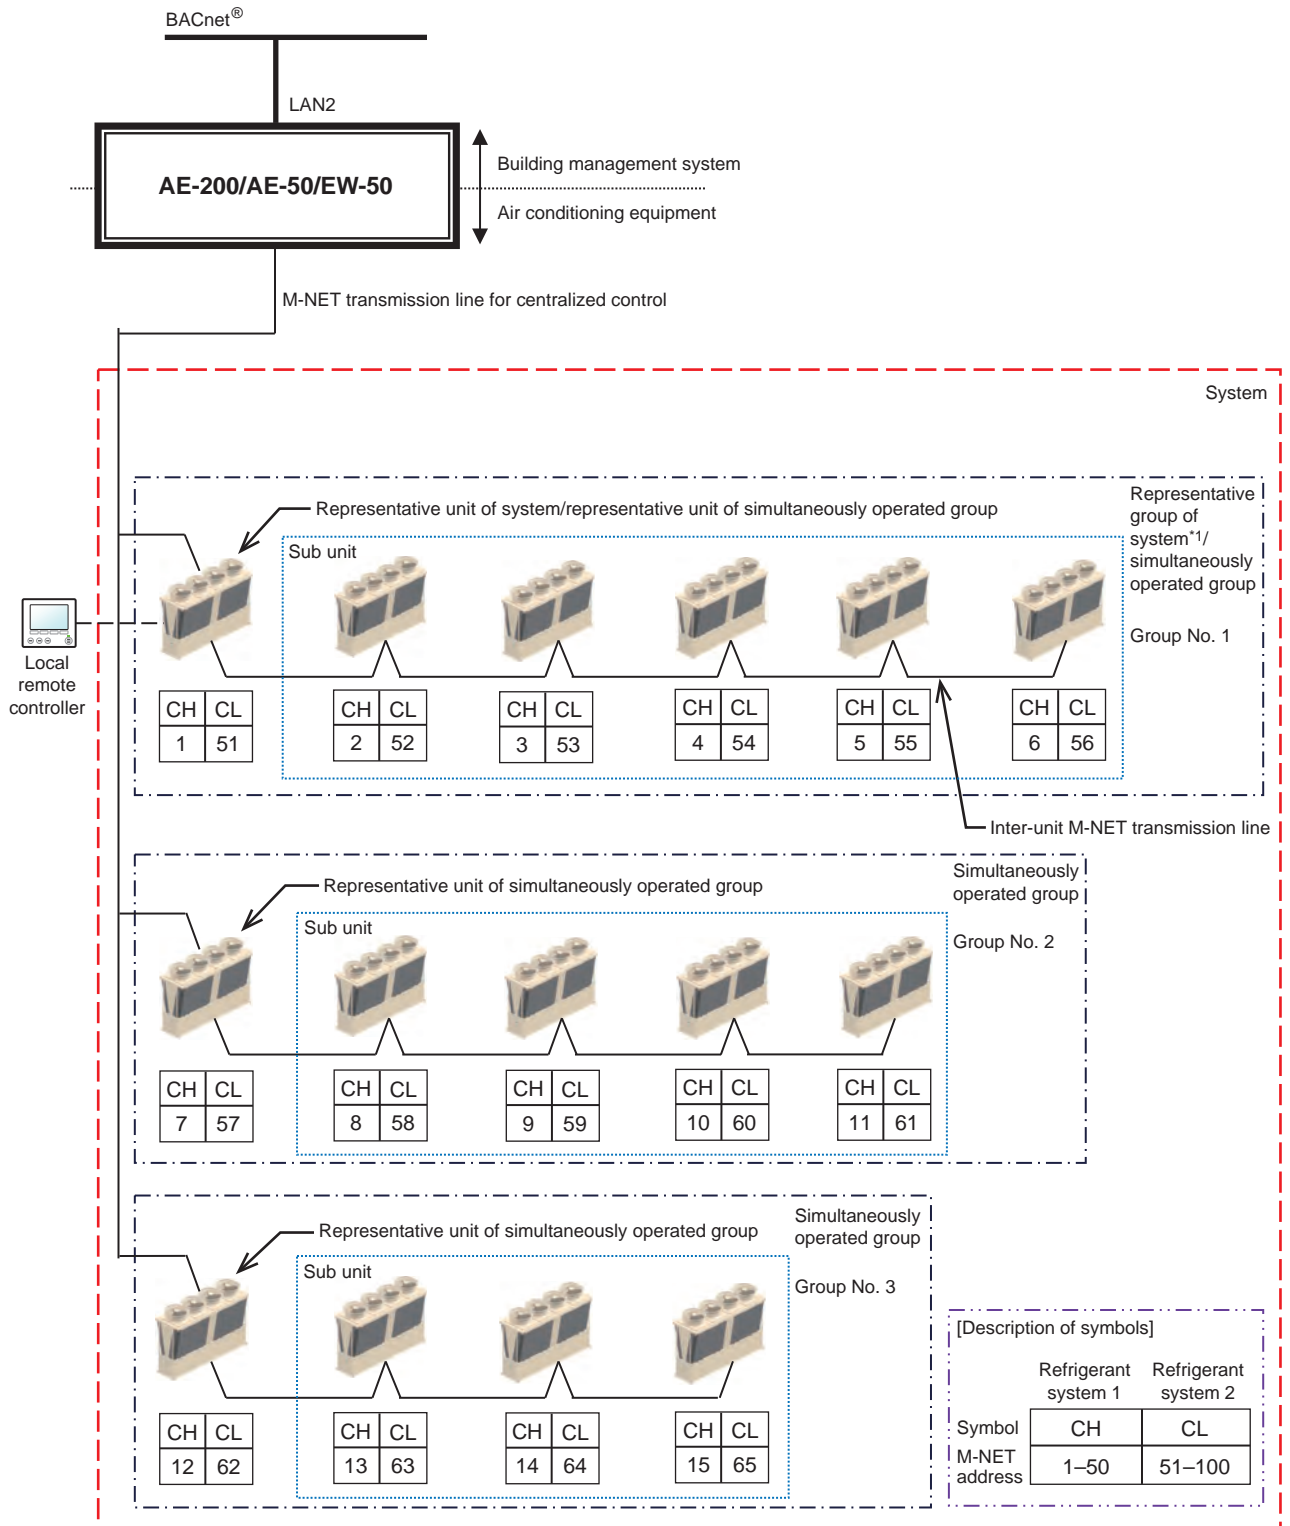 BACnet®
LAN2
AE-200/AE-50/EW-50
Building management system
Air conditioning equipment
M-NET transmission line for centralized control
System
Representative unit of system/representative unit of simultaneously operated group
Representative
group of
system*1/
simultaneously
operated group
Group No. 1
Sub unit
Local
remote
controller
CH CL
1 51
CH CL
2 52
CH CL
3 53
CH CL
4 54
CH CL
5 55
CH CL
6 56
Inter-unit M-NET transmission line
Representative unit of simultaneously operated group
Simultaneously
operated group
Group No. 2
Sub unit
CH CL
7 57
CH CL
8 58
CH CL
9 59
CH CL
10 60
CH CL
11 61
Representative unit of simultaneously operated group
Simultaneously
operated group
Group No. 3
Sub unit
CH CL
12 62
CH CL
13 63
CH CL
14 64
CH CL
15 65
[Description of symbols]
Refrigerant
system 1
Refrigerant
system 2
Symbol CH CL
M-NET
address
1–50 51–100